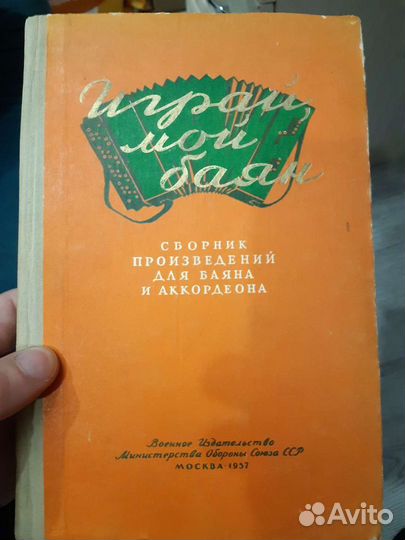 Играй,
мой
баян
СБОРНИК
ПРОИЗВЕДЕНИЙ
ДЛЯ БАЯНА
И АККОРДЕОНА
Военное Издательство
Министерства Обороны Союза ССР
МОСКВА - 1957
Avito